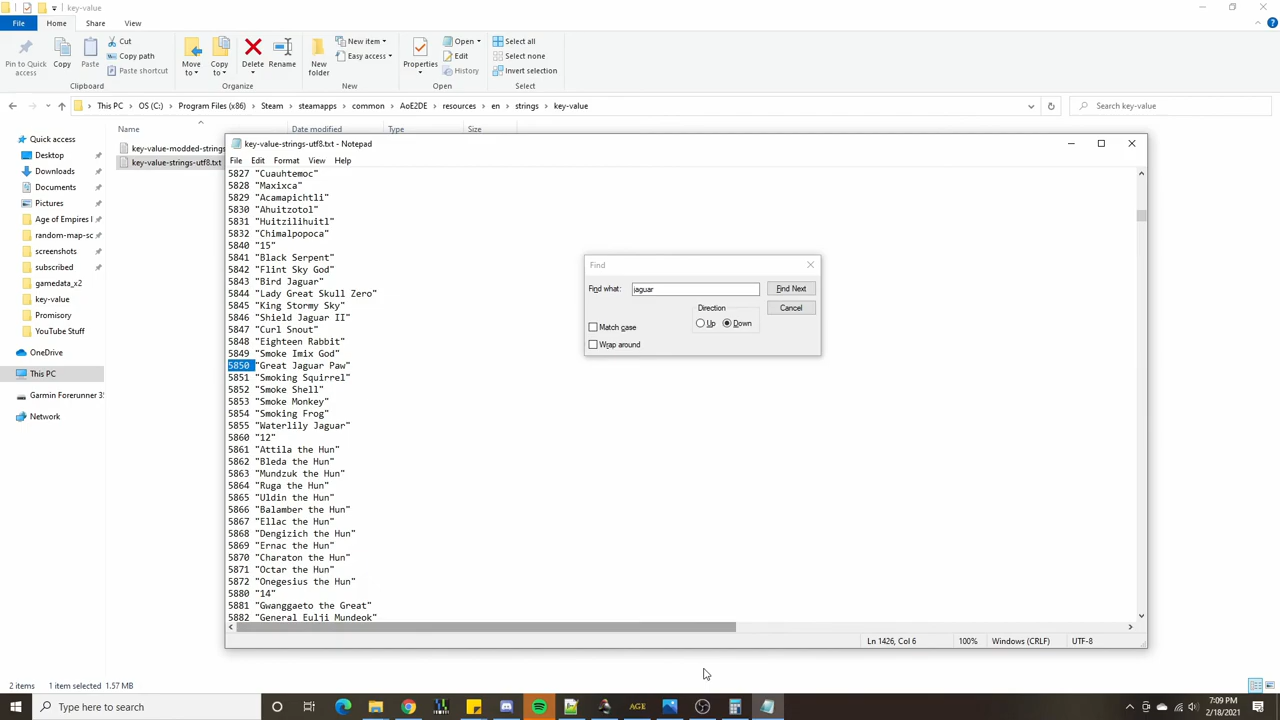 key-value
File Home Share View
Pin to Quick access
Copy
Paste
Cut
Copy path
Paste shortcut
Clipboard
Move to
Copy to
Delete
Rename
Organize
New folder
New item
Easy access
New
Properties
Open
Edit
History
Open
Select all
Select none
Invert selection
Select
This PC OS (C:) Program Files (x86) Steam steamapps common AoE2DE resources en strings key-value
Search key-value
Name Date modified Type Size
Quick access
Desktop
Downloads
Documents
Pictures
Age of Empires I
random-map-sc
screenshots
subscribed
gamedata_x2
key-value
Promisory
YouTube Stuff
OneDrive
This PC
Garmin Forerunner 35
Network
key-value-modded-strings
key-value-strings-utf8.txt
key-value-strings-utf8.txt - Notepad
File Edit Format View Help
5827 "Cuauhtemoc"
5828 "Maxixca"
5829 "Acamapichtli"
5830 "Ahuitzotol"
5831 "Huitzilihuitl"
5832 "Chimalpopoca"
5840 "15"
5841 "Black Serpent"
5842 "Flint Sky God"
5843 "Bird Jaguar"
5844 "Lady Great Skull Zero"
5845 "King Stormy Sky"
5846 "Shield Jaguar II"
5847 "Curl Snout"
5848 "Eighteen Rabbit"
5849 "Smoke Imix God"
5850 "Great Jaguar Paw"
5851 "Smoking Squirrel"
5852 "Smoke Shell"
5853 "Smoke Monkey"
5854 "Smoking Frog"
5855 "Waterlily Jaguar"
5860 "12"
5861 "Attila the Hun"
5862 "Bleda the Hun"
5863 "Mundzuk the Hun"
5864 "Ruga the Hun"
5865 "Uldin the Hun"
5866 "Balamber the Hun"
5867 "Ellac the Hun"
5868 "Dengizich the Hun"
5869 "Ernac the Hun"
5870 "Charaton the Hun"
5871 "Octar the Hun"
5872 "Onegesius the Hun"
5880 "14"
5881 "Gwanggaeto the Great"
5882 "General Eulji Mundeok"
Find
Find what: jaguar Find Next
Direction Cancel
Up Down
Match case
Wrap around
Ln 1426, Col 6 100% Windows (CRLF) UTF-8
2 items 1 item selected 1.57 MB
Type here to search
AGE
7:09 PM
2/18/2021